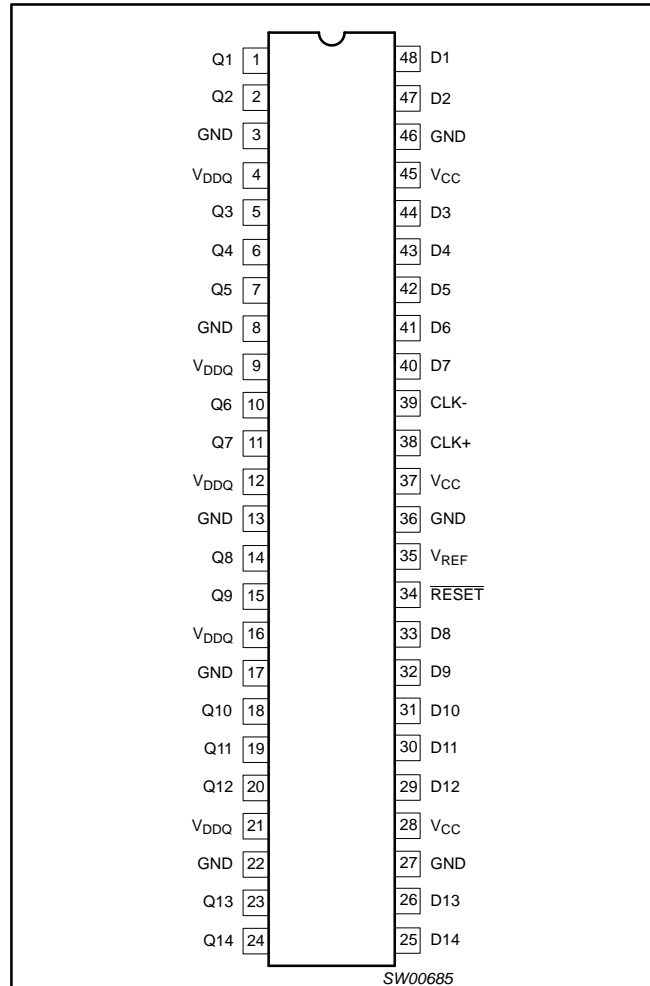 Q1 1 48 D1
Q2 2 47 D2
GND 3 46 GND
VDDQ 4 45 VCC
Q3 5 44 D3
Q4 6 43 D4
Q5 7 42 D5
GND 8 41 D6
VDDQ 9 40 D7
Q6 10 39 CLK-
Q7 11 38 CLK+
VDDQ 12 37 VCC
GND 13 36 GND
Q8 14 35 VREF
Q9 15 34 RESET
VDDQ 16 33 D8
GND 17 32 D9
Q10 18 31 D10
Q11 19 30 D11
Q12 20 29 D12
VDDQ 21 28 VCC
GND 22 27 GND
Q13 23 26 D13
Q14 24 25 D14
SW00685